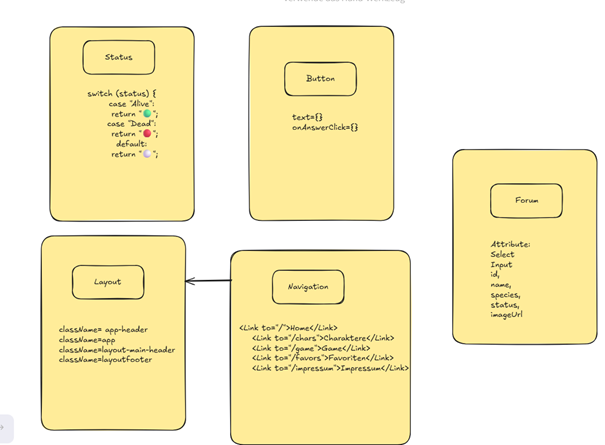 Status
switch (status) {
case "Alive":
return "🟢";
case "Dead":
return "🔴";
default:
return "⚪";
Button
text={}
onAnswerClick={}
Forum
Attribute:
Select
Input
id,
name,
species,
status,
imageUrl
Layout
className= app-header
className=app
className=layout-main-header
className=layoutfooter
Navigation
<Link to="/">Home</Link>
<Link to="/chars">Charaktere</Link>
<Link to="/game">Game</Link>
<Link to="/favors">Favoriten</Link>
<Link to="/impressum">Impressum</Link>